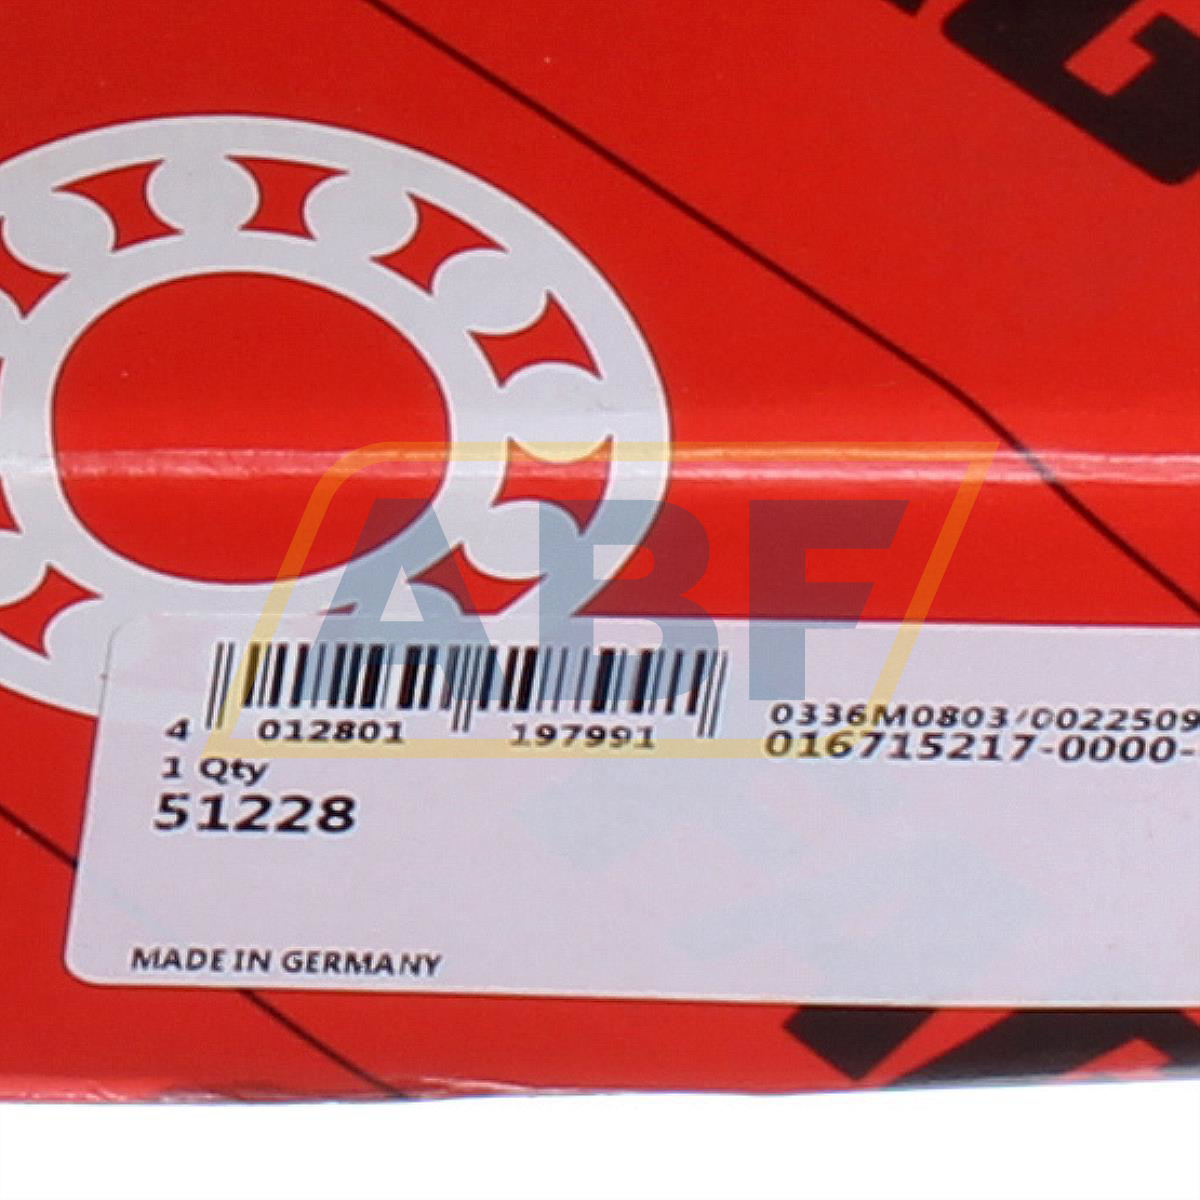 G
ABF
4 012801 197991
0336M0803/0022509
016715217-0000-
1 Qty
51228
MADE IN GERMANY